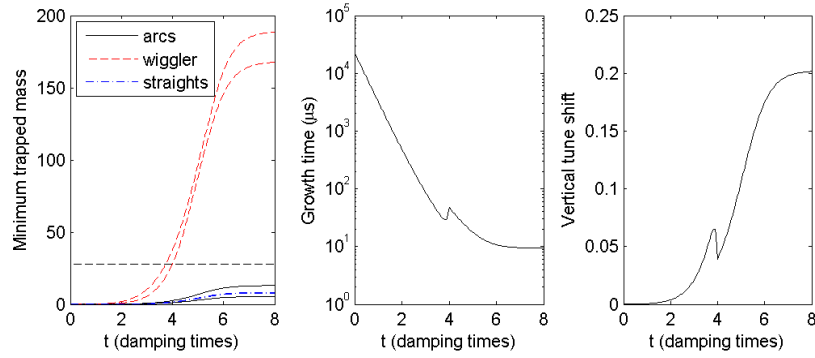 Minimum trapped mass
200
150
100
50
0
arcs
wiggler
straights
0 2 4 6 8
t (damping times)
Growth time (μs)
10^5
10^4
10^3
10^2
10^1
10^0
0 2 4 6 8
t (damping times)
Vertical tune shift
0.25
0.20
0.15
0.10
0.05
0
0 2 4 6 8
t (damping times)